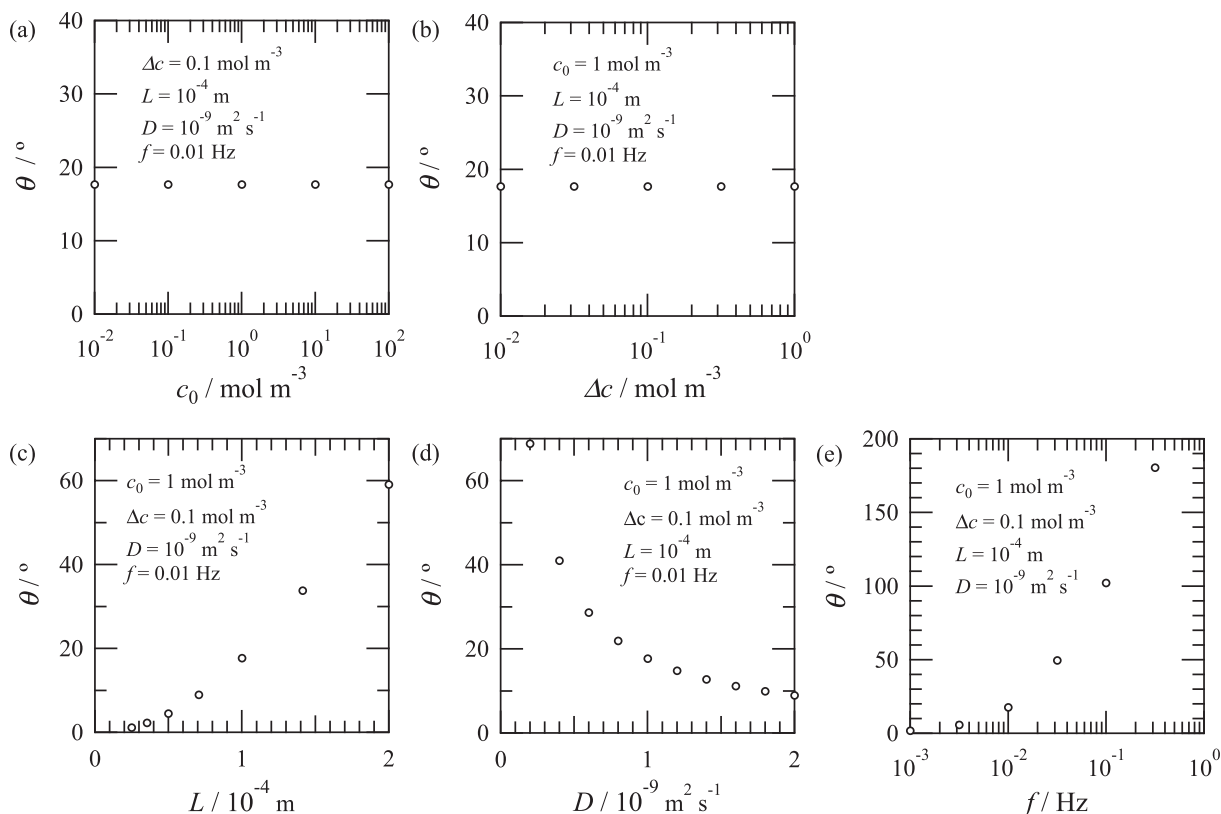 (a)
40
30
20
10
0
θ / º
Δc = 0.1 mol m⁻³
L = 10⁻⁴ m
D = 10⁻⁹ m² s⁻¹
f = 0.01 Hz
10⁻² 10⁻¹ 10⁰ 10¹ 10²
c₀ / mol m⁻³
(b)
40
30
20
10
0
θ / º
c₀ = 1 mol m⁻³
L = 10⁻⁴ m
D = 10⁻⁹ m² s⁻¹
f = 0.01 Hz
10⁻² 10⁻¹ 10⁰
Δc / mol m⁻³
(c)
60
40
20
0
θ / º
c₀ = 1 mol m⁻³
Δc = 0.1 mol m⁻³
D = 10⁻⁹ m² s⁻¹
f = 0.01 Hz
0 1 2
L / 10⁻⁴ m
(d)
60
40
20
0
θ / º
c₀ = 1 mol m⁻³
Δc = 0.1 mol m⁻³
L = 10⁻⁴ m
f = 0.01 Hz
0 1 2
D / 10⁻⁹ m² s⁻¹
(e)
200
150
100
50
0
θ / º
c₀ = 1 mol m⁻³
Δc = 0.1 mol m⁻³
L = 10⁻⁴ m
D = 10⁻⁹ m² s⁻¹
10⁻³ 10⁻² 10⁻¹ 10⁰
f / Hz